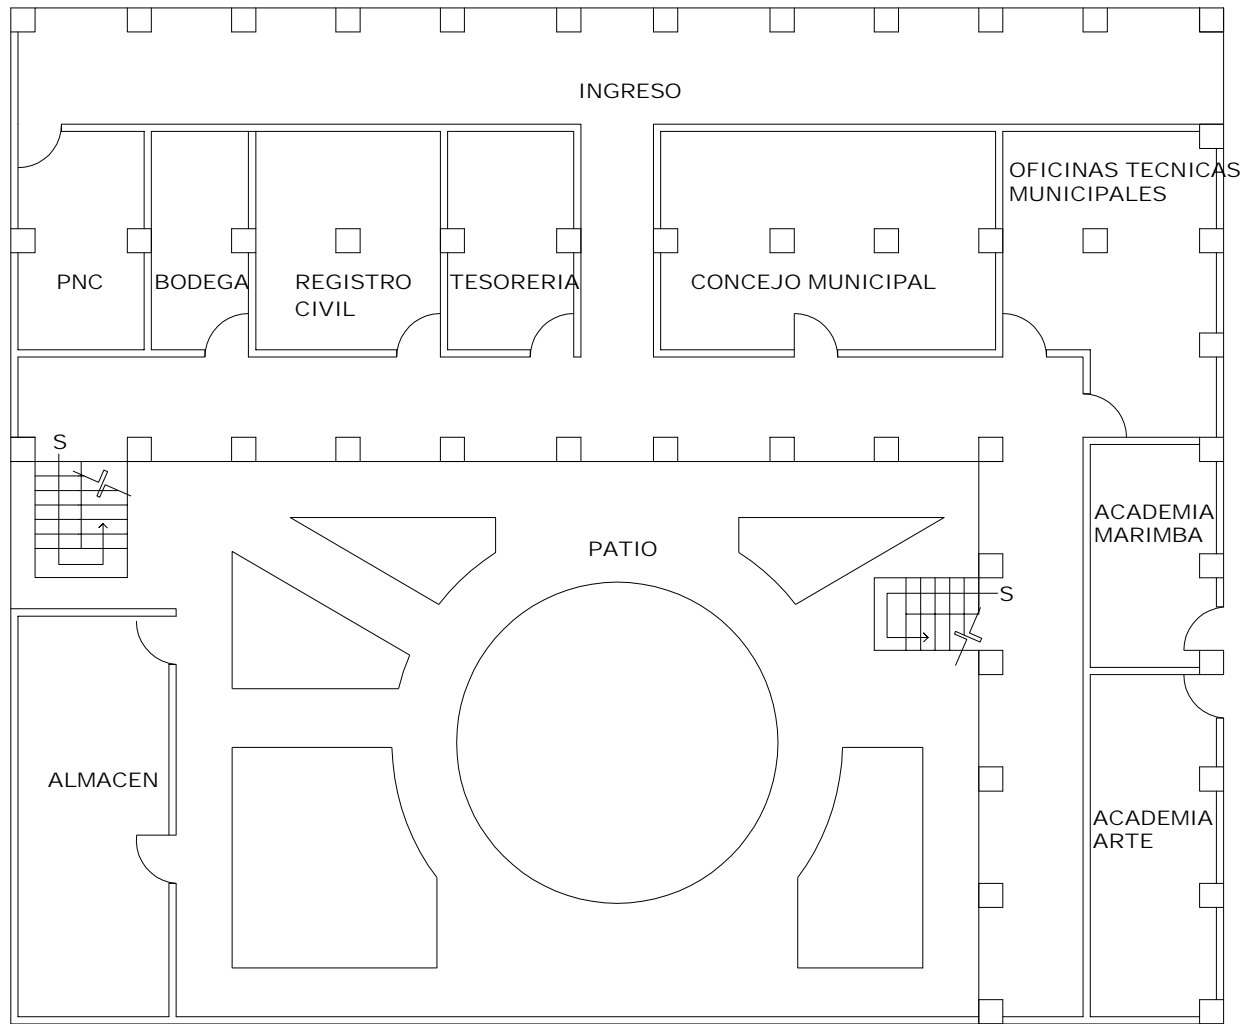 INGRESO
OFICINAS TECNICAS
MUNICIPALES
PNC
BODEGA
REGISTRO
CIVIL
TESORERIA
CONCEJO MUNICIPAL
S
ACADEMIA
MARIMBA
PATIO
S
ALMACEN
ACADEMIA
ARTE